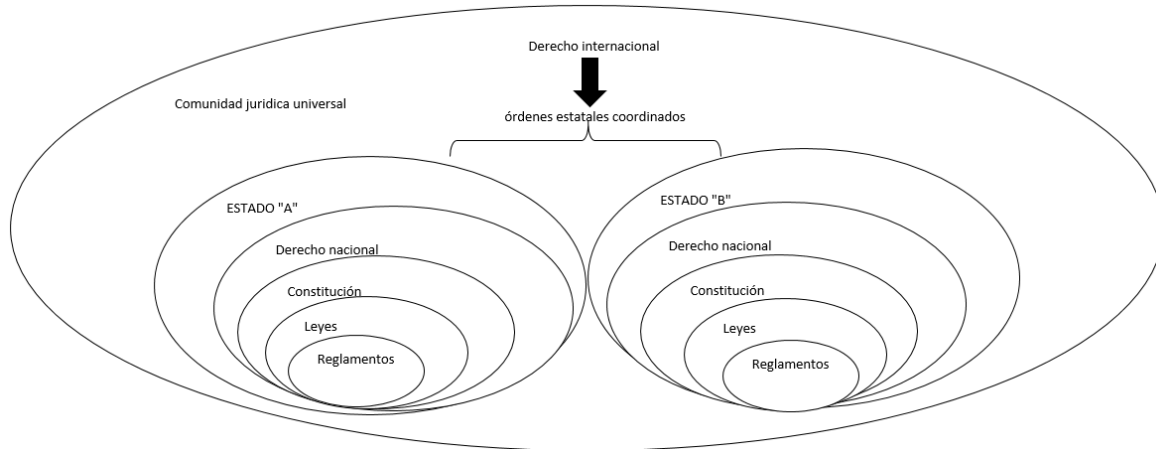 Derecho internacional
Comunidad juridica universal
órdenes estatales coordinados
ESTADO "A"
Derecho nacional
Constitución
Leyes
Reglamentos
ESTADO "B"
Derecho nacional
Constitución
Leyes
Reglamentos